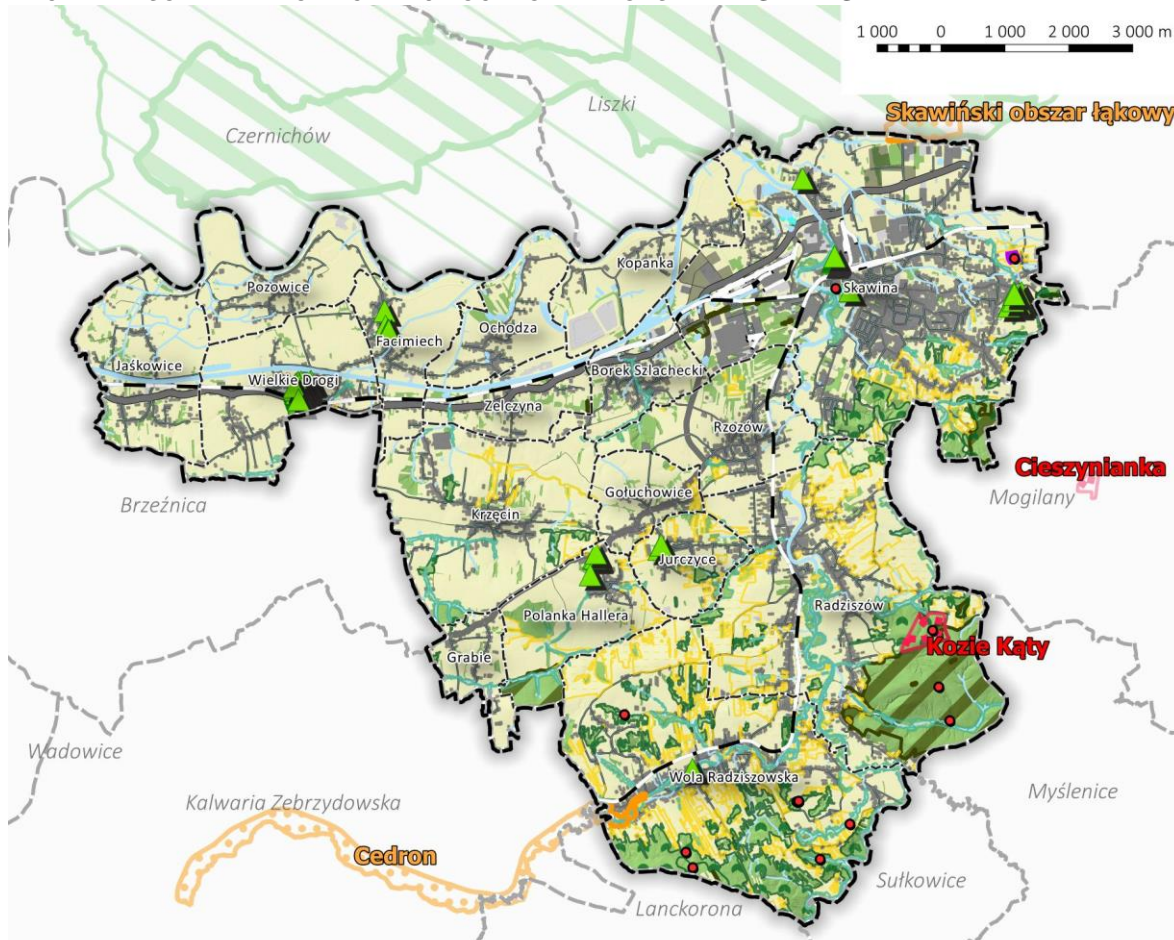 1 000 0 1 000 2 000 3 000 m
Liszki
Skawiński obszar łąkowy
Czernichów
Kopanka
Pozowice
Skawina
Ochodza
Facimiech
Jaśkowice
Borek Szlachecki
Wielkie Drogi
Zelczyna
Rzozów
Cieszynianka
Mogilany
Gołuchowice
Brzeźnica
Krzęcin
Jurczyce
Radziszów
Polanka Hallera
Kozie Kąty
Grabie
Wadowice
Wola Radziszowska
Myślenice
Kalwaria Zebrzydowska
Cedron
Sułkowice
Lanckorona